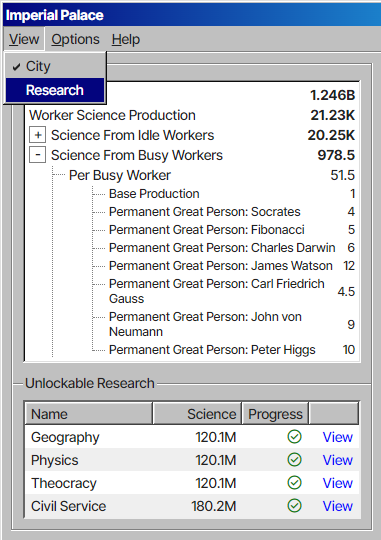 Imperial Palace
View Options Help
✔ City
Research
1.246B
Worker Science Production 21.23K
+ Science From Idle Workers 20.25K
- Science From Busy Workers 978.5
Per Busy Worker 51.5
Base Production 1
Permanent Great Person: Socrates 4
Permanent Great Person: Fibonacci 5
Permanent Great Person: Charles Darwin 6
Permanent Great Person: James Watson 12
Permanent Great Person: Carl Friedrich
Gauss 4.5
Permanent Great Person: John von
Neumann 9
Permanent Great Person: Peter Higgs 10
Unlockable Research
Name Science Progress
Geography 120.1M View
Physics 120.1M View
Theocracy 120.1M View
Civil Service 180.2M View